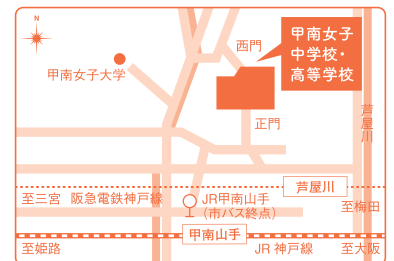 N
西門
甲南女子
中学校・
高等学校
甲南女子大学
正門
芦屋川
芦屋川
至三宮 阪急電鉄神戸線
JR甲南山手
(市バス終点)
至梅田
甲南山手
至姫路
JR 神戸線
至大阪